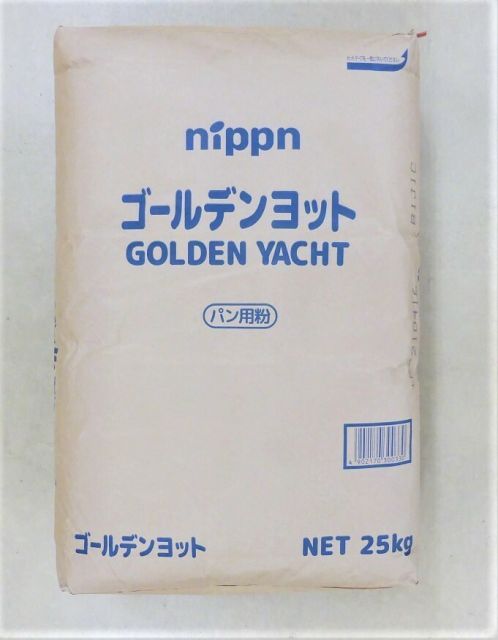 nippn
ゴールデンヨット
GOLDEN YACHT
パン用粉
ゴールデンヨット
NET 25kg